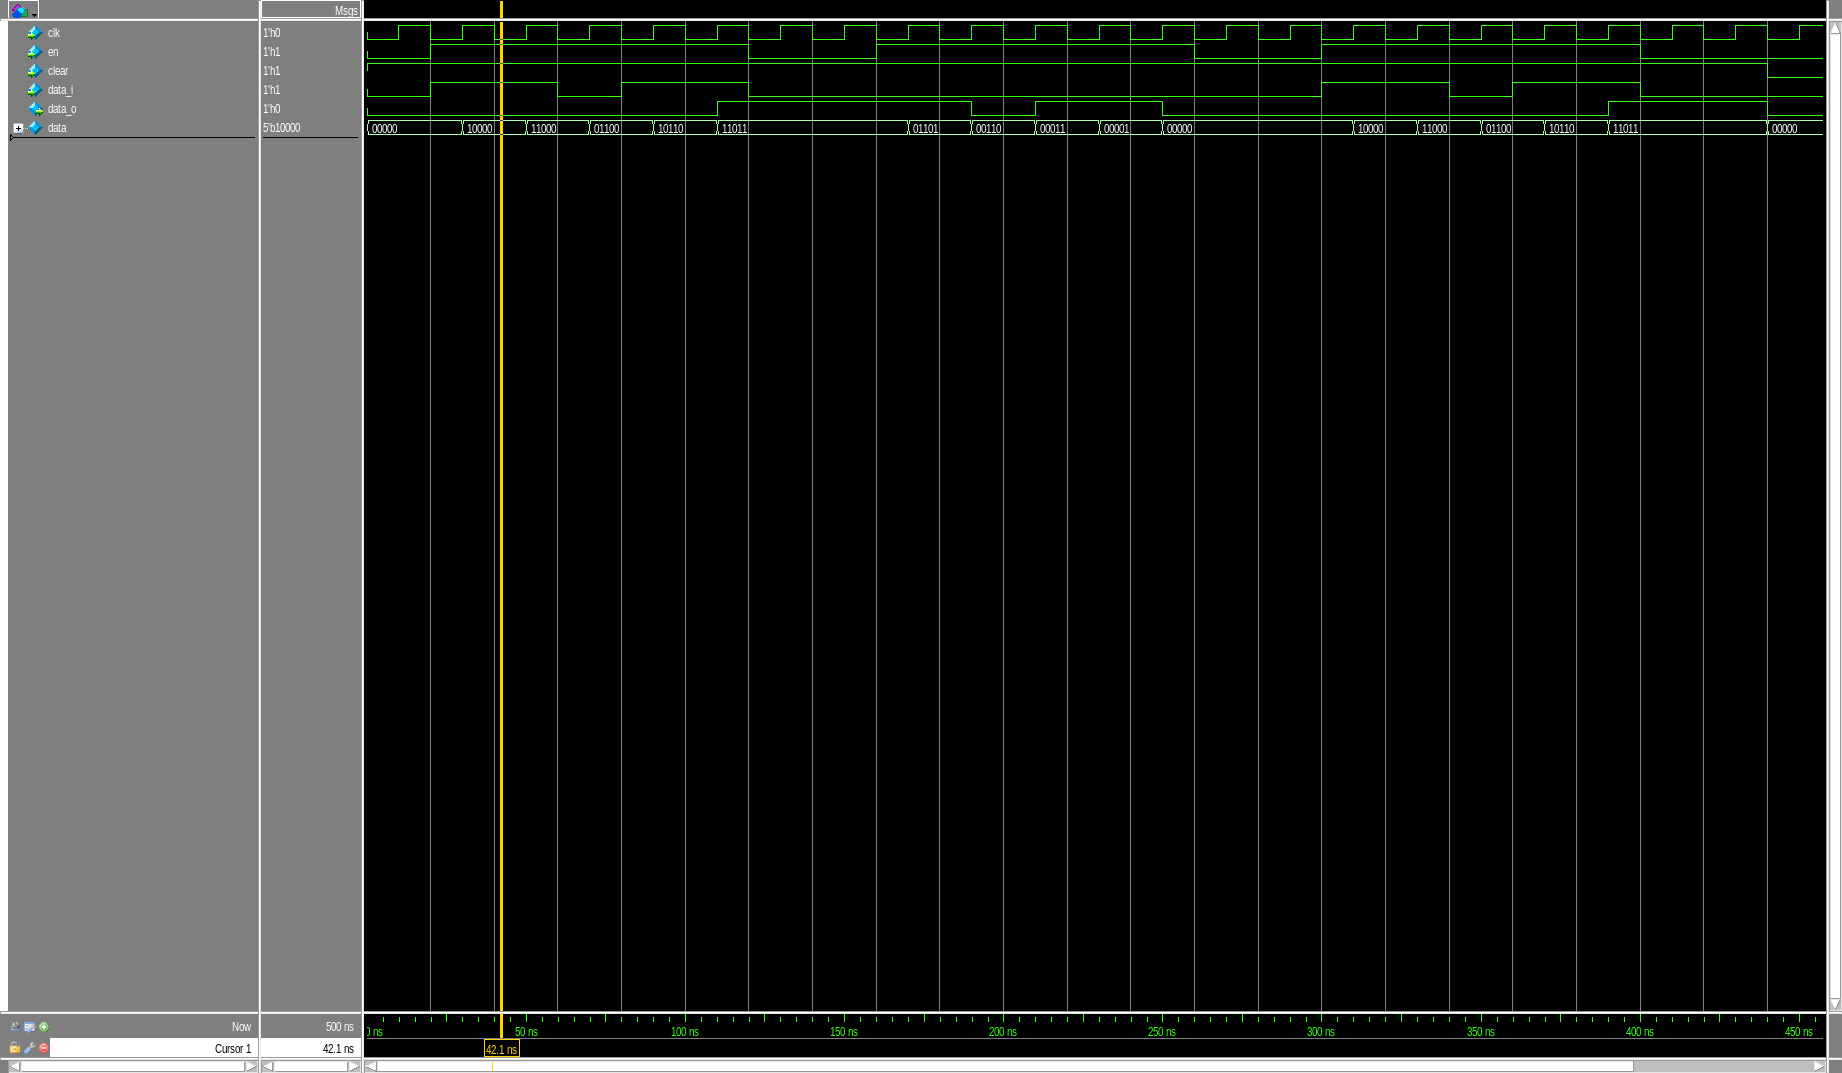 Msgs
clk 1'h0
en 1'h1
clear 1'h1
data_i 1'h1
data_o 1'h0
data 5'b10000 00000 10000 11000 01100 10110 11011 01101 00110 00011 00001 00000 10000 11000 01100 10110 11011 00000
Now 500 ns ns 50 ns 100 ns 150 ns 200 ns 250 ns 300 ns 350 ns 400 ns 450 ns
Cursor 1 42.1 ns 42.1 ns